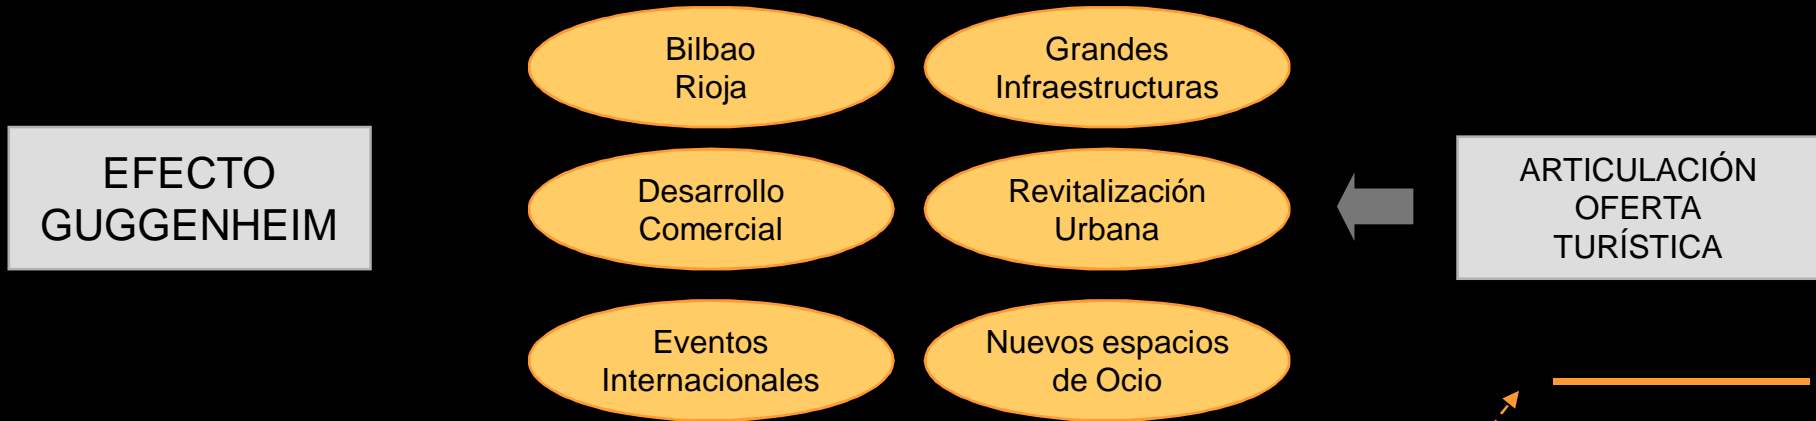 EFECTO
GUGGENHEIM
Bilbao
Rioja
Grandes
Infraestructuras
Desarrollo
Comercial
Revitalización
Urbana
Eventos
Internacionales
Nuevos espacios
de Ocio
ARTICULACIÓN
OFERTA
TURÍSTICA